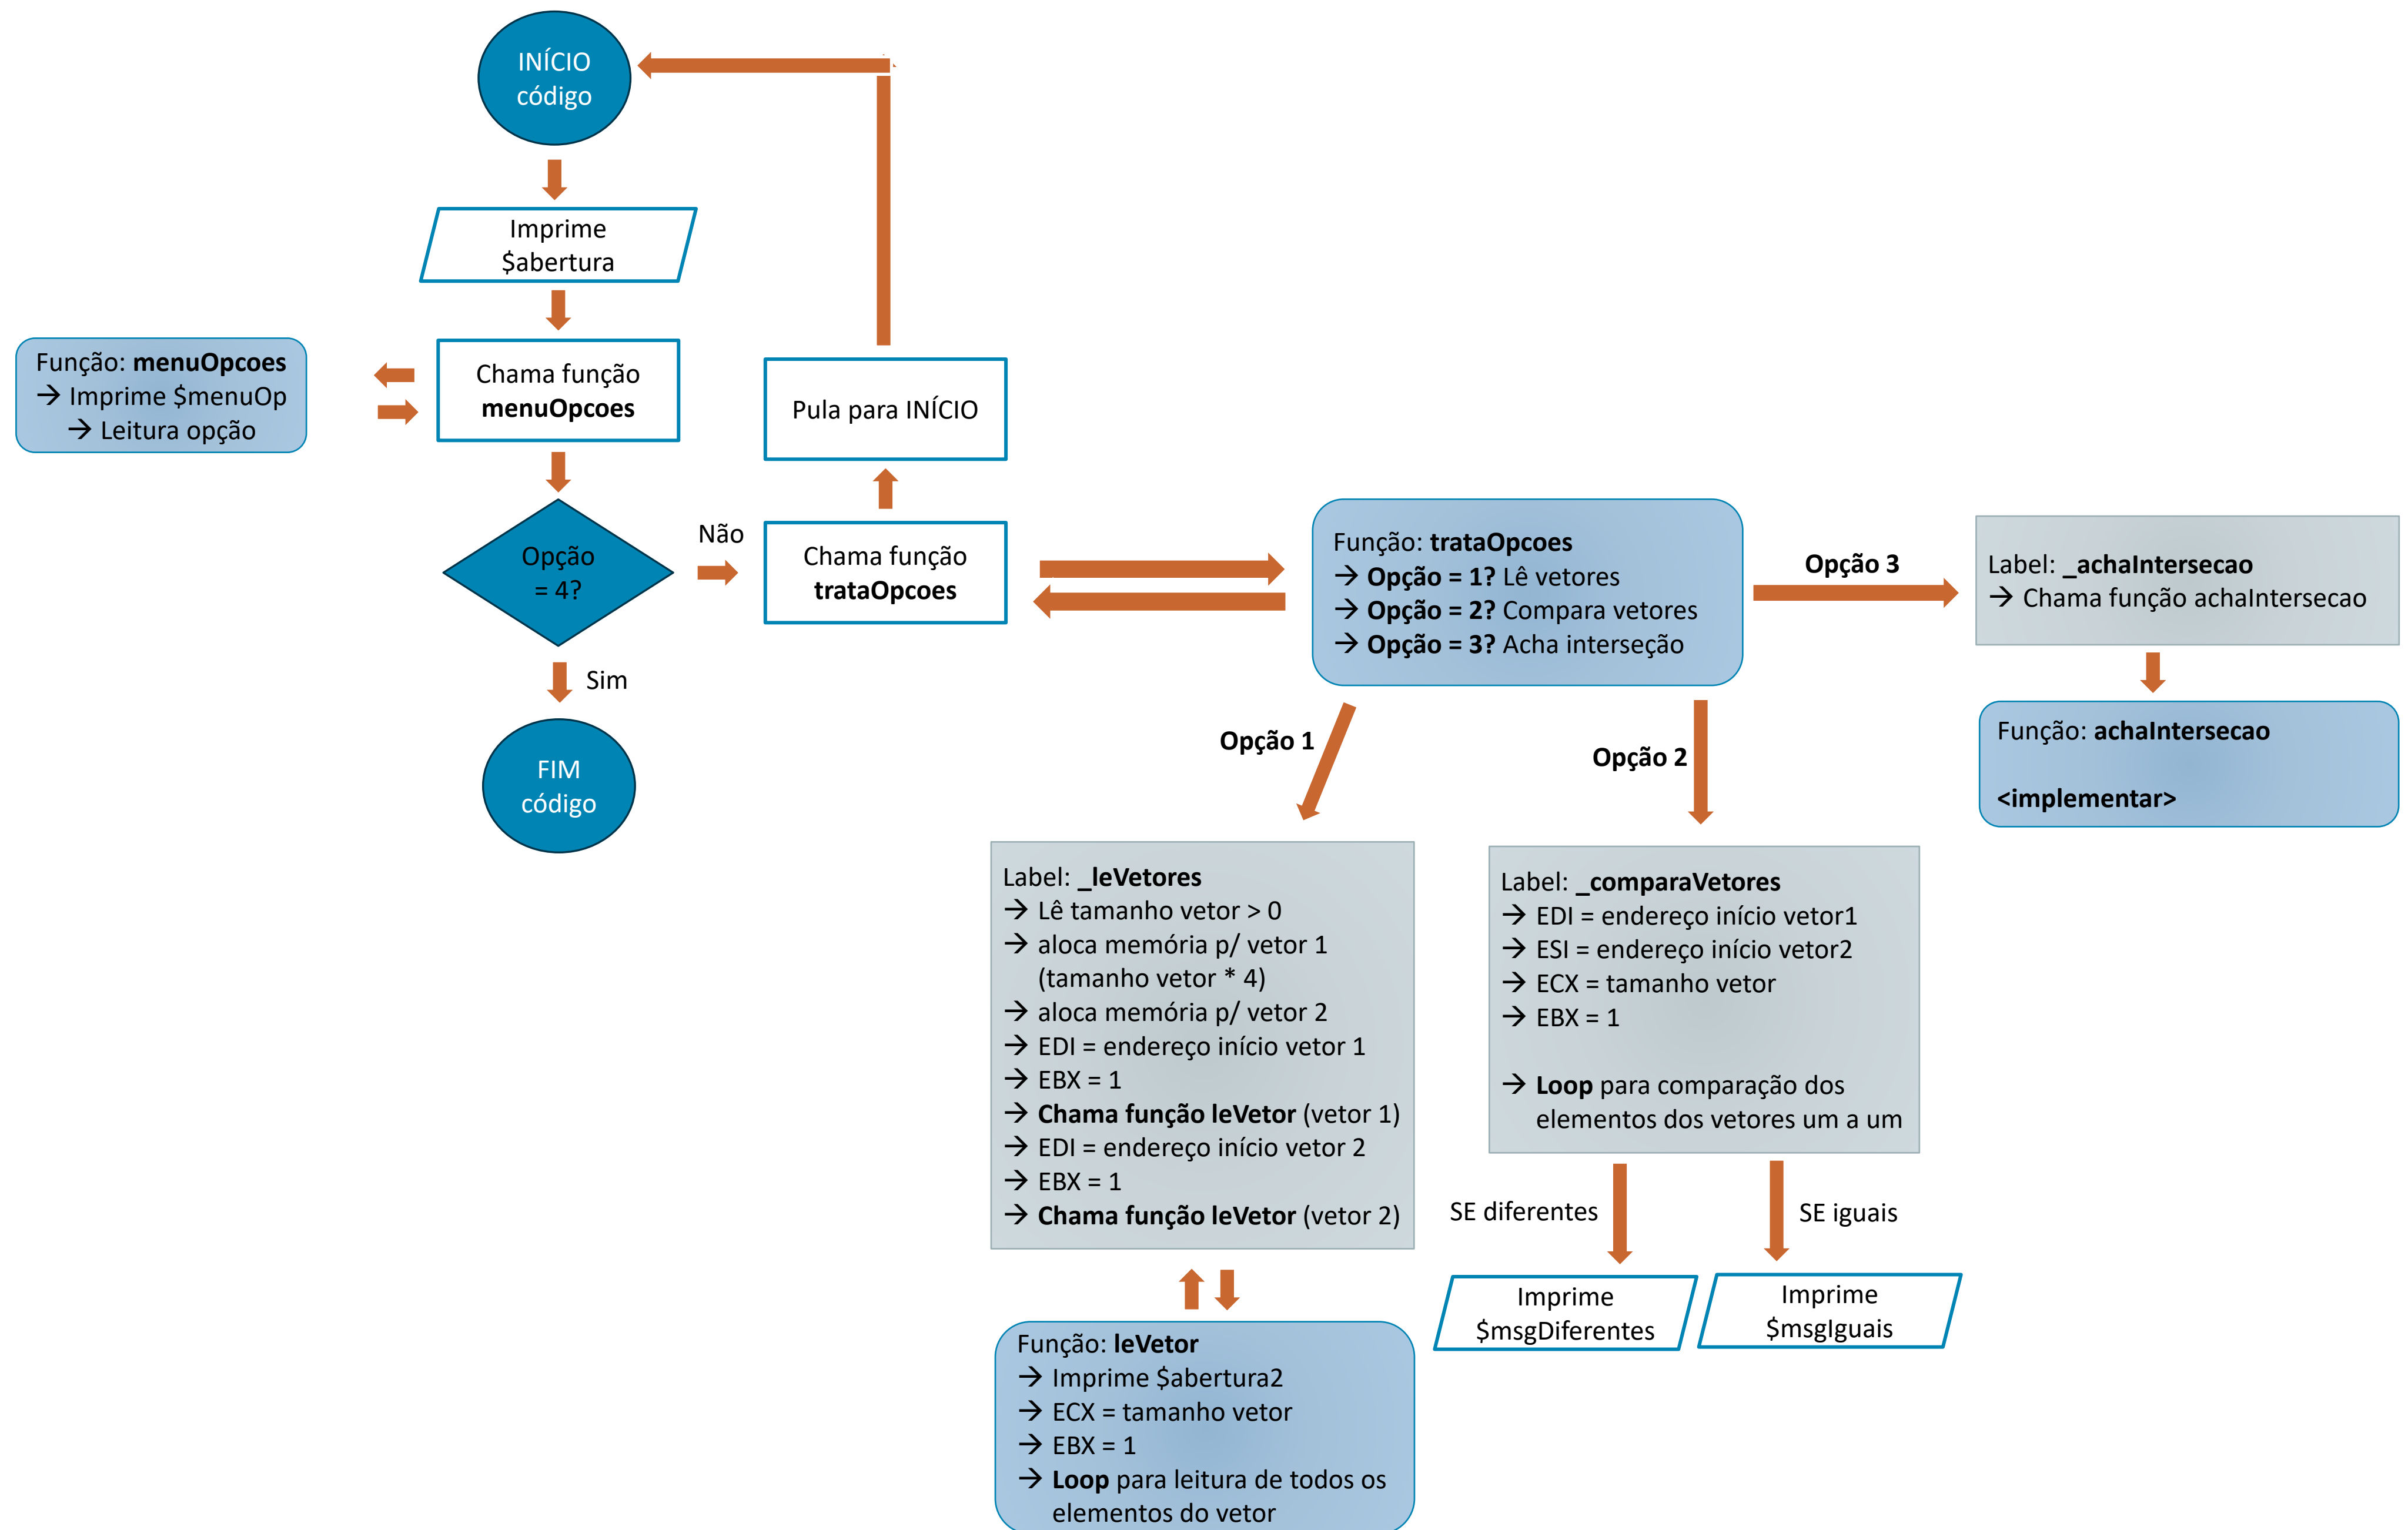 INÍCIO
código
Imprime
$abertura
Função: menuOpcoes
→ Imprime $menuOp
→ Leitura opção
Chama função
menuOpcoes
Pula para INÍCIO
Opção
= 4?
Não
Chama função
trataOpcoes
Sim
FIM
código
Função: trataOpcoes
→ Opção = 1? Lê vetores
→ Opção = 2? Compara vetores
→ Opção = 3? Acha interseção
Opção 3
Label: _achaIntersecao
→ Chama função achaIntersecao
Função: achaIntersecao
<implementar>
Opção 1
Opção 2
Label: _leVetores
→ Lê tamanho vetor > 0
→ aloca memória p/ vetor 1
(tamanho vetor * 4)
→ aloca memória p/ vetor 2
→ EDI = endereço início vetor 1
→ EBX = 1
→ Chama função leVetor (vetor 1)
→ EDI = endereço início vetor 2
→ EBX = 1
→ Chama função leVetor (vetor 2)
Label: _comparaVetores
→ EDI = endereço início vetor1
→ ESI = endereço início vetor2
→ ECX = tamanho vetor
→ EBX = 1
→ Loop para comparação dos
elementos dos vetores um a um
SE diferentes
SE iguais
Imprime
$msgDiferentes
Imprime
$msgIguais
Função: leVetor
→ Imprime $abertura2
→ ECX = tamanho vetor
→ EBX = 1
→ Loop para leitura de todos os
elementos do vetor